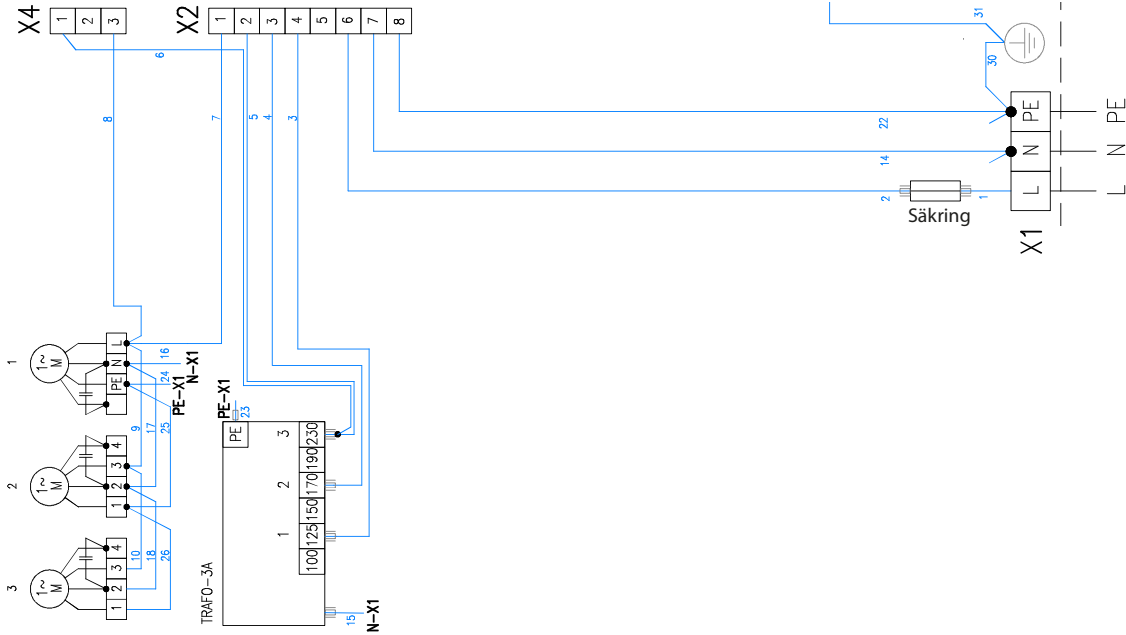 X4
1
2
3
X2
1
2
3
4
5
6
7
8
31
30
6
8
7
5
4
3
22
14
2
1
Säkring
PE
N
L
PE
N
L
X1
1
1~
M
L
N
PE
16
24
N-X1
PE-X1
9
17
25
2
1~
M
4
3
2
1
10
18
26
3
1~
M
4
3
2
1
TRAFO-3A
PE-X1
23
PE
3
2
1
230
190
170
150
125
100
15
N-X1